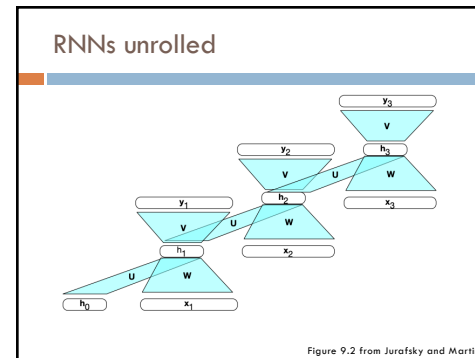 RNNs unrolled
y3
V
h3
y2
U
W
V
x3
h2
y1
U
W
V
x2
h1
U
W
h0
x1
Figure 9.2 from Jurafsky and Marti